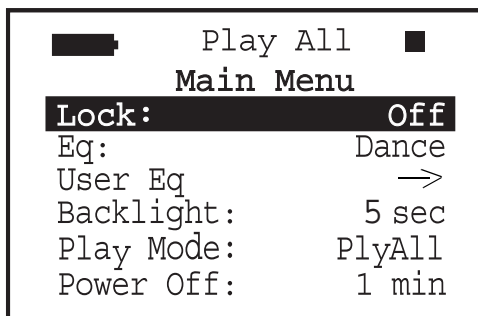 Play All
Main Menu
Lock: Off
Eq: Dance
User Eq →
Backlight: 5 sec
Play Mode: PlyAll
Power Off: 1 min